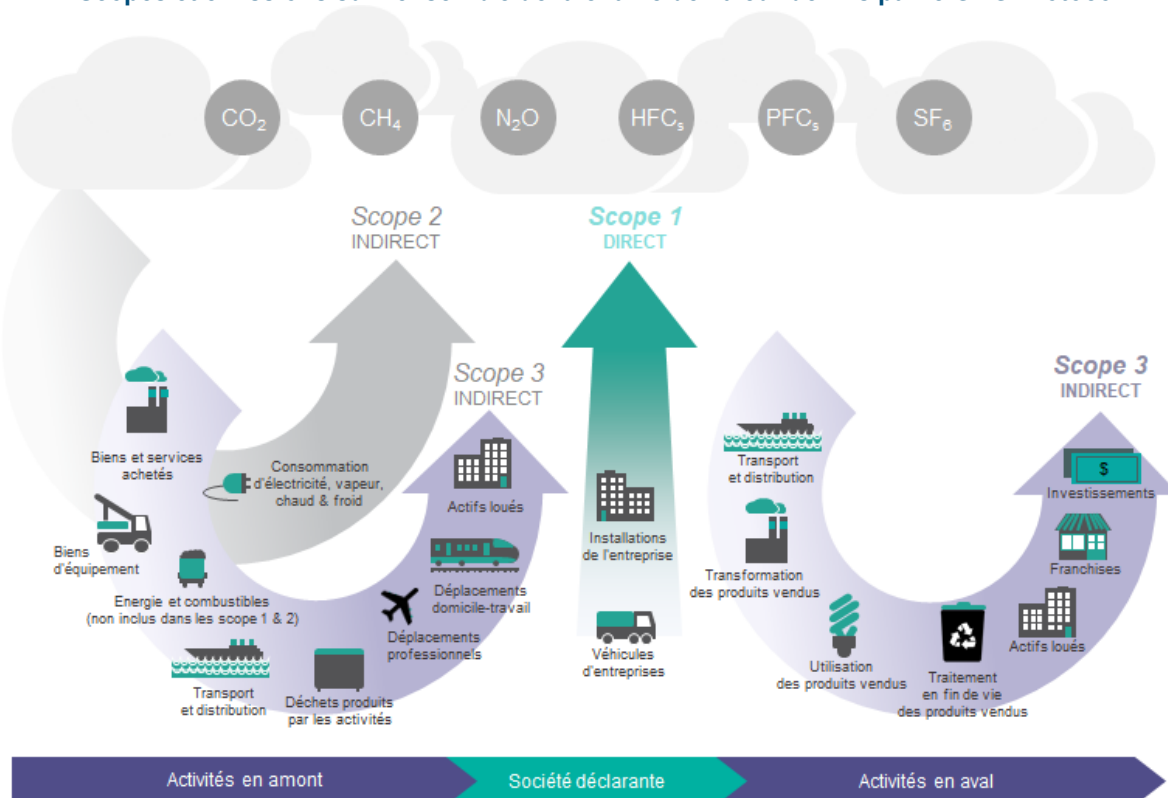 CO₂
CH₄
N₂O
HFCₛ
PFCₛ
SF₆
Scope 2
INDIRECT
Scope 1
DIRECT
Scope 3
INDIRECT
Scope 3
INDIRECT
Biens et services
achetés
Consommation
d'électricité, vapeur,
chaud & froid
Actifs loués
Biens
d'équipement
Energie et combustibles
(non inclus dans les scope 1 & 2)
Déplacements
domicile-travail
Déplacements
professionnels
Transport
et distribution
Déchets produits
par les activités
Installations
de l'entreprise
Véhicules
d'entreprises
Transport
et distribution
Transformation
des produits vendus
Utilisation
des produits vendus
Traitement
en fin de vie
des produits vendus
$
Investissements
Franchises
Actifs loués
Activités en amont
Société déclarante
Activités en aval